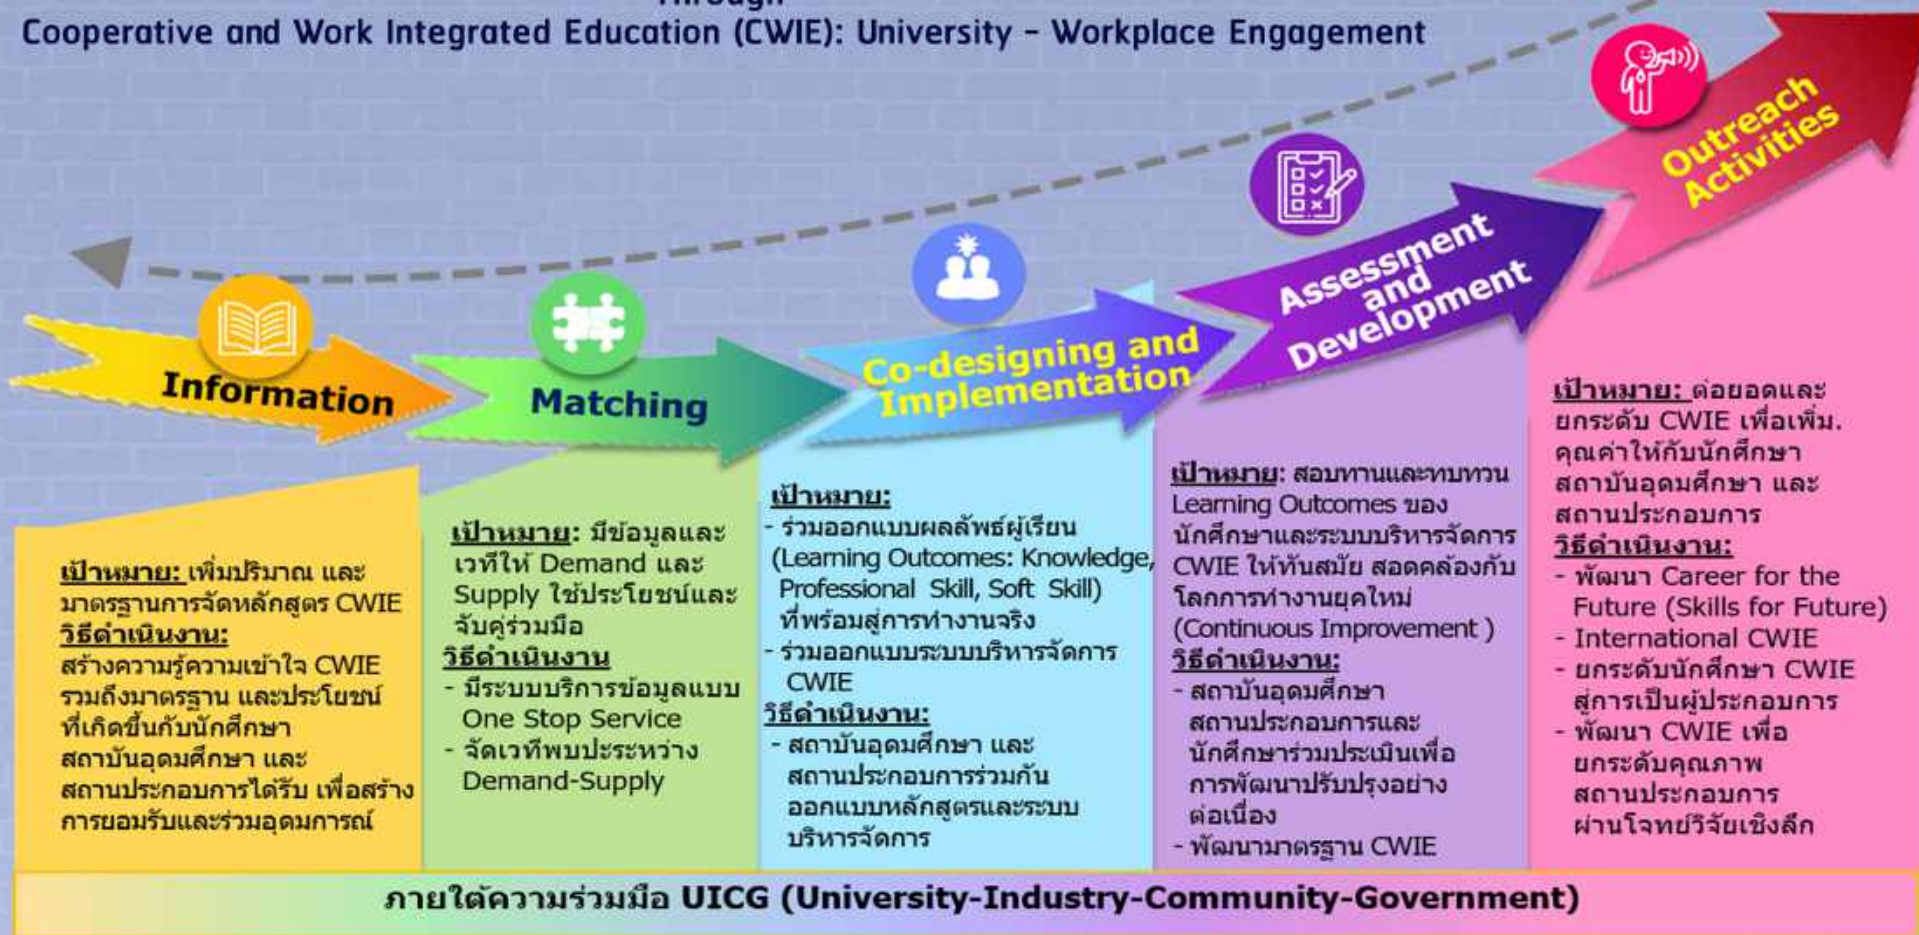 Through
Cooperative and Work Integrated Education (CWIE): University – Workplace Engagement
Information
เป้าหมาย: เพิ่มปริมาณ และ
มาตรฐานการจัดหลักสูตร CWIE
วิธีดำเนินงาน:
สร้างความรู้ความเข้าใจ CWIE
รวมถึงมาตรฐาน และประโยชน์
ที่เกิดขึ้นกับนักศึกษา
สถาบันอุดมศึกษา และ
สถานประกอบการได้รับ เพื่อสร้าง
การยอมรับและร่วมอุดมการณ์
Matching
เป้าหมาย: มีข้อมูลและ
เวทีให้ Demand และ
Supply ใช้ประโยชน์และ
จับคู่ร่วมมือ
วิธีดำเนินงาน
- มีระบบบริการข้อมูลแบบ
One Stop Service
- จัดเวทีพบปะระหว่าง
Demand-Supply
Co-designing and
Implementation
เป้าหมาย:
- ร่วมออกแบบผลลัพธ์ผู้เรียน
(Learning Outcomes: Knowledge,
Professional Skill, Soft Skill)
ที่พร้อมสู่การทำงานจริง
- ร่วมออกแบบระบบบริหารจัดการ
CWIE
วิธีดำเนินงาน:
- สถาบันอุดมศึกษา และ
สถานประกอบการร่วมกัน
ออกแบบหลักสูตรและระบบ
บริหารจัดการ
Assessment
and
Development
เป้าหมาย: สอบทานและทบทวน
Learning Outcomes ของ
นักศึกษาและระบบบริหารจัดการ
CWIE ให้ทันสมัย สอดคล้องกับ
โลกการทำงานยุคใหม่
(Continuous Improvement )
วิธีดำเนินงาน:
- สถาบันอุดมศึกษา
สถานประกอบการและ
นักศึกษาร่วมประเมินเพื่อ
การพัฒนาปรับปรุงอย่าง
ต่อเนื่อง
- พัฒนามาตรฐาน CWIE
Outreach
Activities
เป้าหมาย: ต่อยอดและ
ยกระดับ CWIE เพื่อเพิ่ม.
คุณค่าให้กับนักศึกษา
สถาบันอุดมศึกษา และ
สถานประกอบการ
วิธีดำเนินงาน:
- พัฒนา Career for the
Future (Skills for Future)
- International CWIE
- ยกระดับนักศึกษา CWIE
สู่การเป็นผู้ประกอบการ
- พัฒนา CWIE เพื่อ
ยกระดับคุณภาพ
สถานประกอบการ
ผ่านโจทย์วิจัยเชิงลึก
ภายใต้ความร่วมมือ UICG (University-Industry-Community-Government)